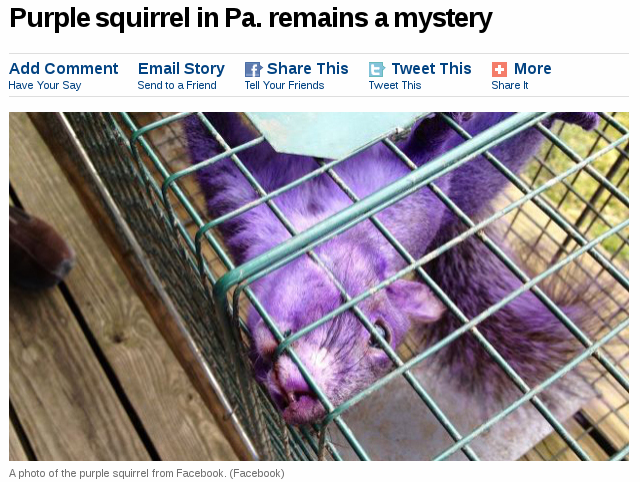 Purple squirrel in Pa. remains a mystery
Add Comment Email Story Share This Tweet This More
Have Your Say Send to a Friend Tell Your Friends Tweet This Share It
A photo of the purple squirrel from Facebook. (Facebook)